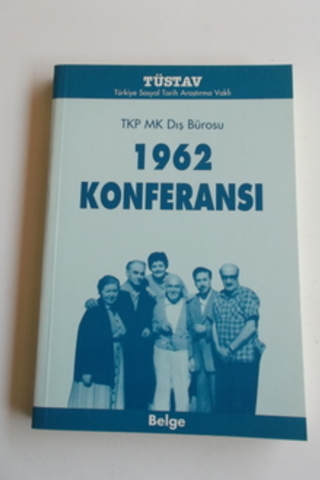 TÜSTAV
Türkiye Sosyal Tarih Araştırma Vakfı
TKP MK Dış Bürosu
1962
KONFERANSI
Belge